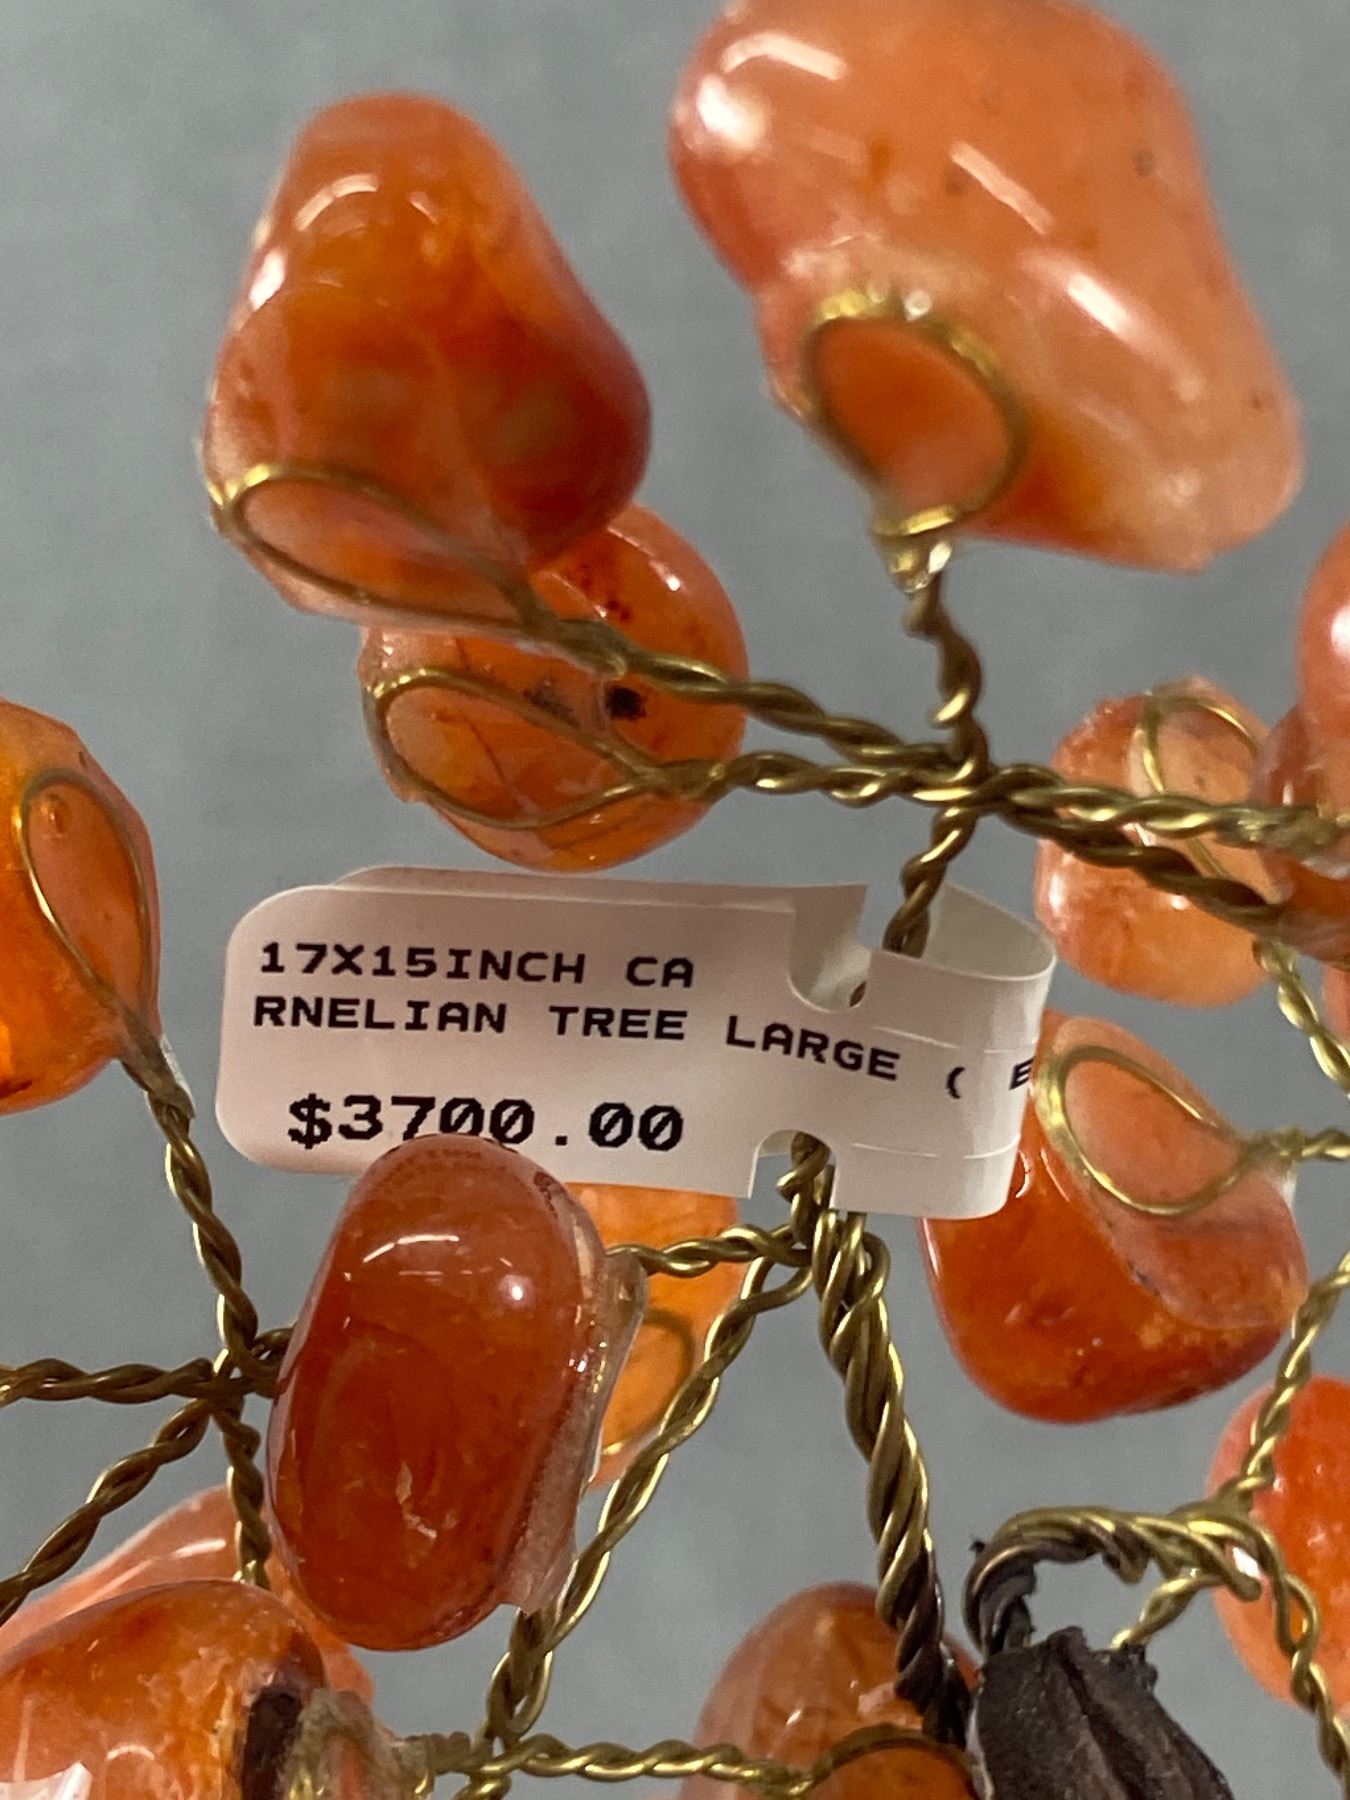 17X15INCH CA
RNELIAN TREE LARGE ( E
$3700.00